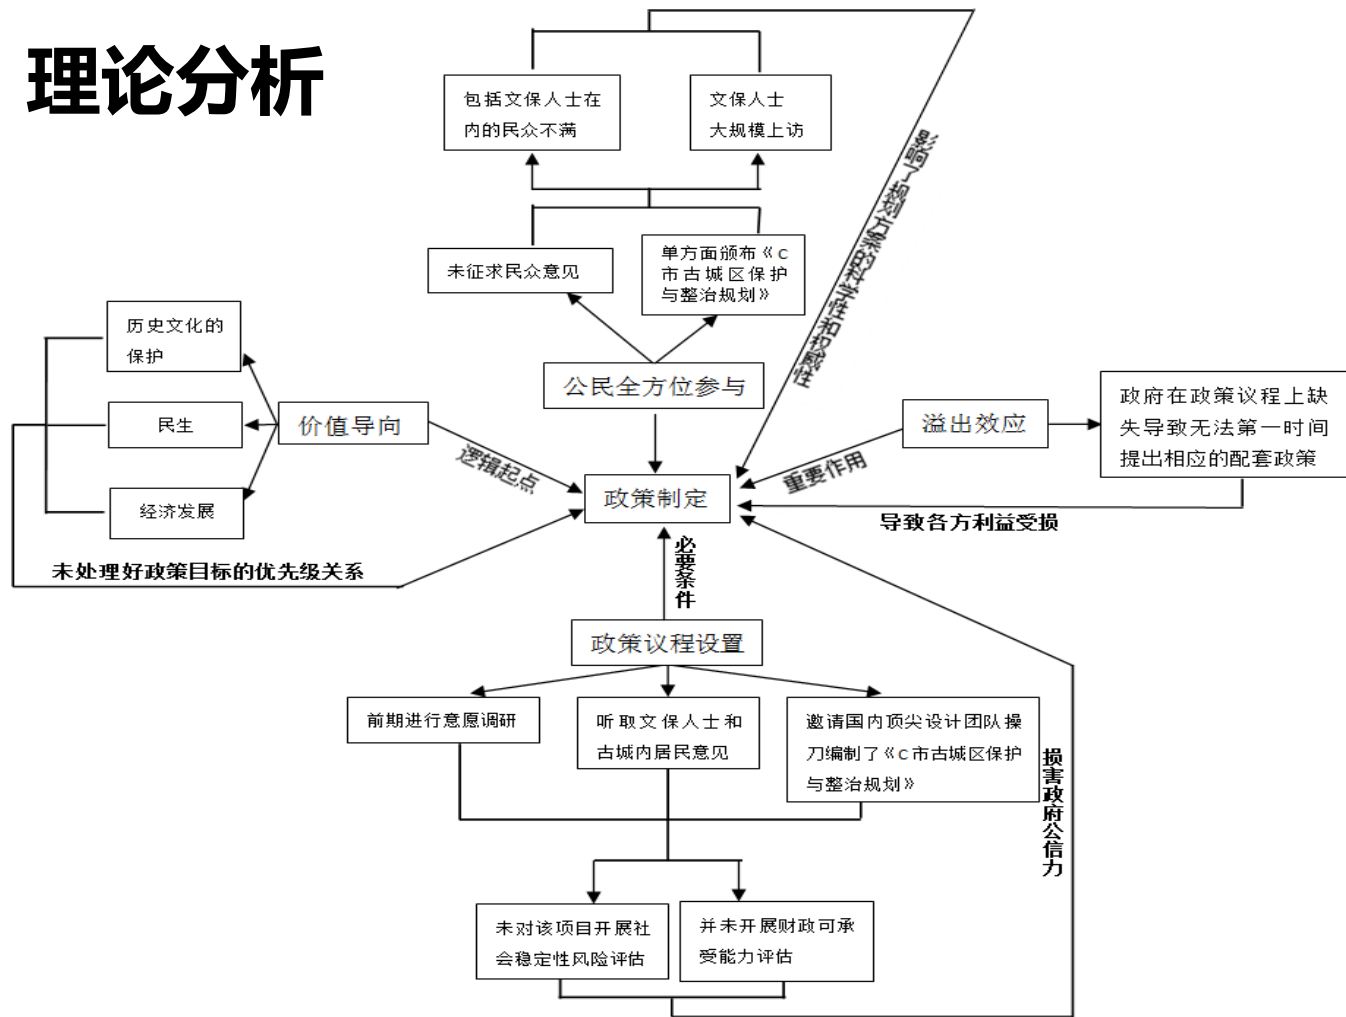 理论分析
包括文保人士在
内的民众不满
文保人士
大规模上访
影响了规划方案的科学性和权威性
未征求民众意见
单方面颁布《C
市古城区保护
与整治规划》
历史文化的
保护
民生
经济发展
价值导向
逻辑起点
公民全方位参与
溢出效应
重要作用
政府在政策议程上缺
失导致无法第一时间
提出相应的配套政策
政策制定
导致各方利益受损
未处理好政策目标的优先级关系
必要条件
政策议程设置
前期进行意愿调研
听取文保人士和
古城内居民意见
邀请国内顶尖设计团队操
刀编制了《C市古城区保护
与整治规划》
损害政府公信力
未对该项目开展社
会稳定性风险评估
并未开展财政可承
受能力评估